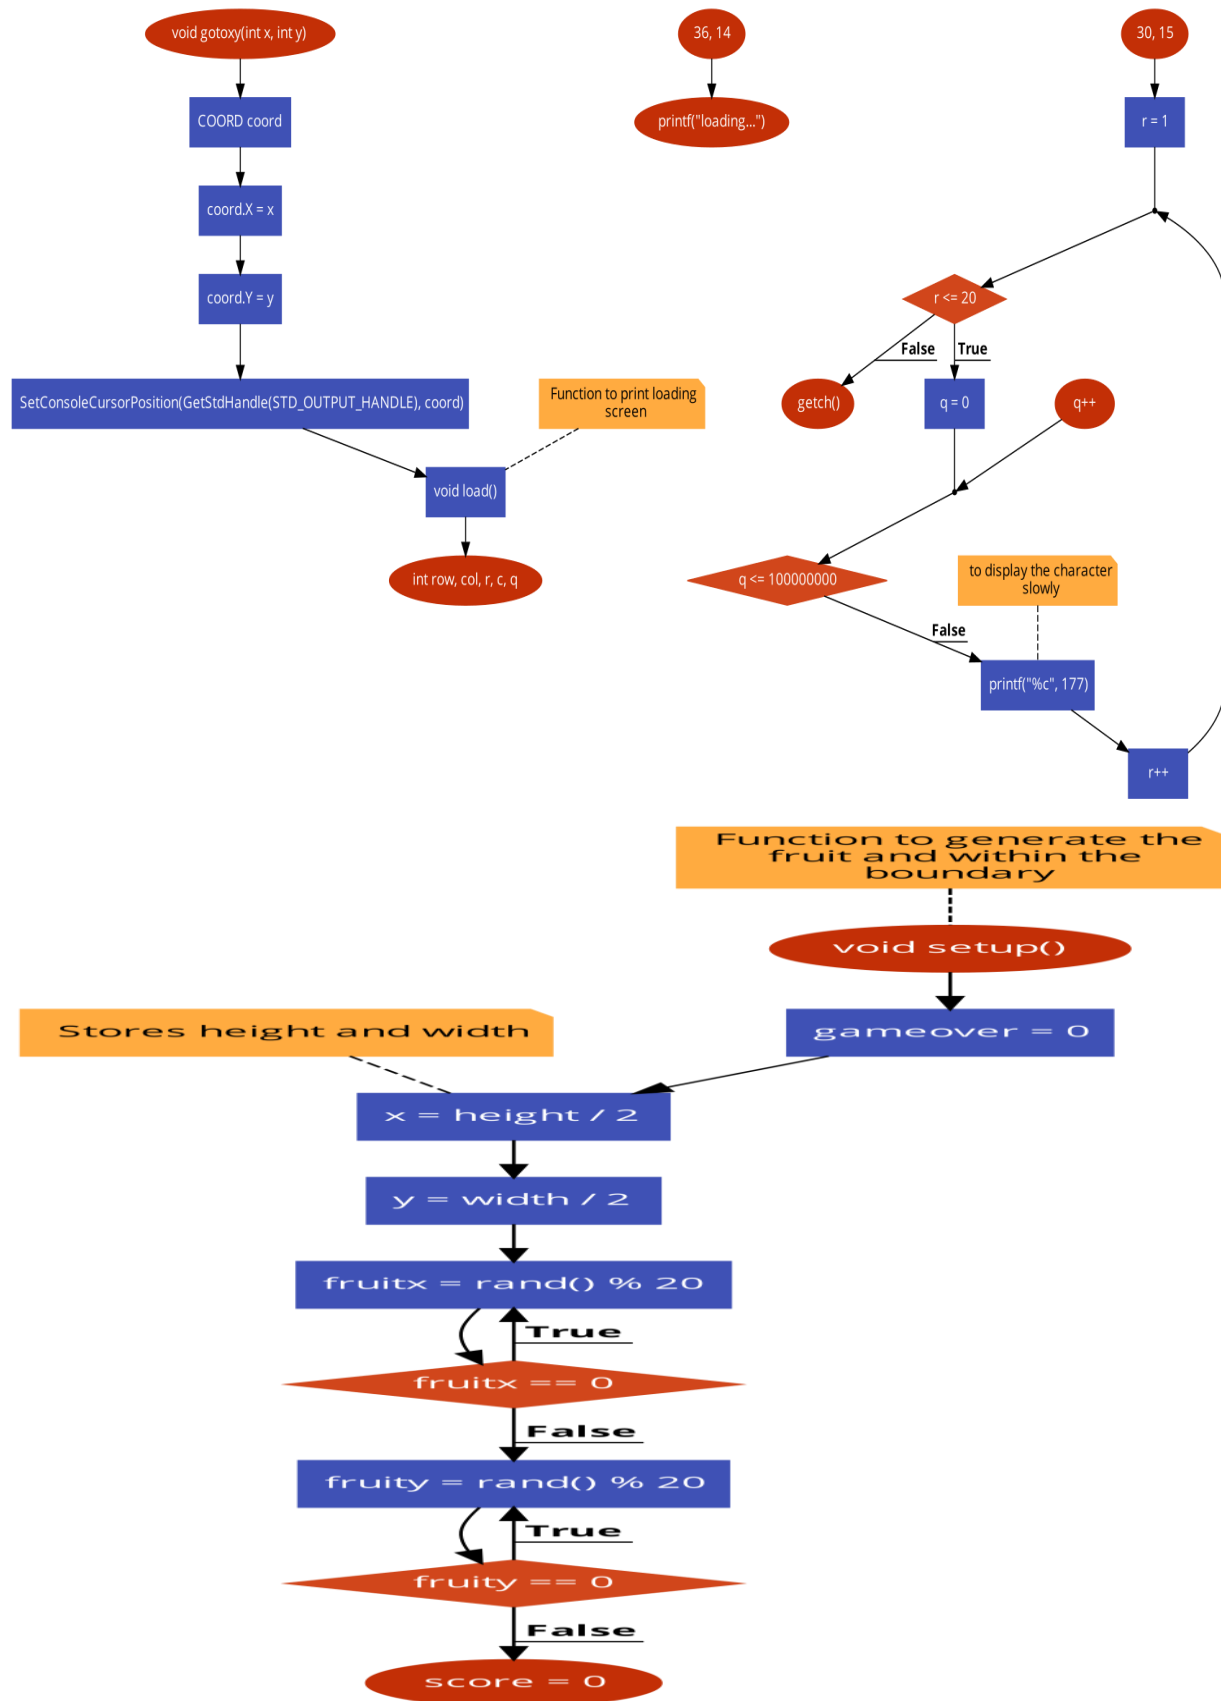 void gotoxy(int x, int y)
COORD coord
coord.X = x
coord.Y = y
SetConsoleCursorPosition(GetStdHandle(STD_OUTPUT_HANDLE), coord)
Function to print loading
screen
void load()
int row, col, r, c, q
36, 14
printf("loading...")
30, 15
r = 1
r <= 20
False
True
getch()
q = 0
q++
q <= 100000000
to display the character
slowly
False
printf("%c", 177)
r++
Function to generate the
fruit and within the
boundary
void setup()
gameover = 0
Stores height and width
x = height / 2
y = width / 2
fruitx = rand() % 20
True
fruitx == 0
False
fruity = rand() % 20
True
fruity == 0
False
score = 0